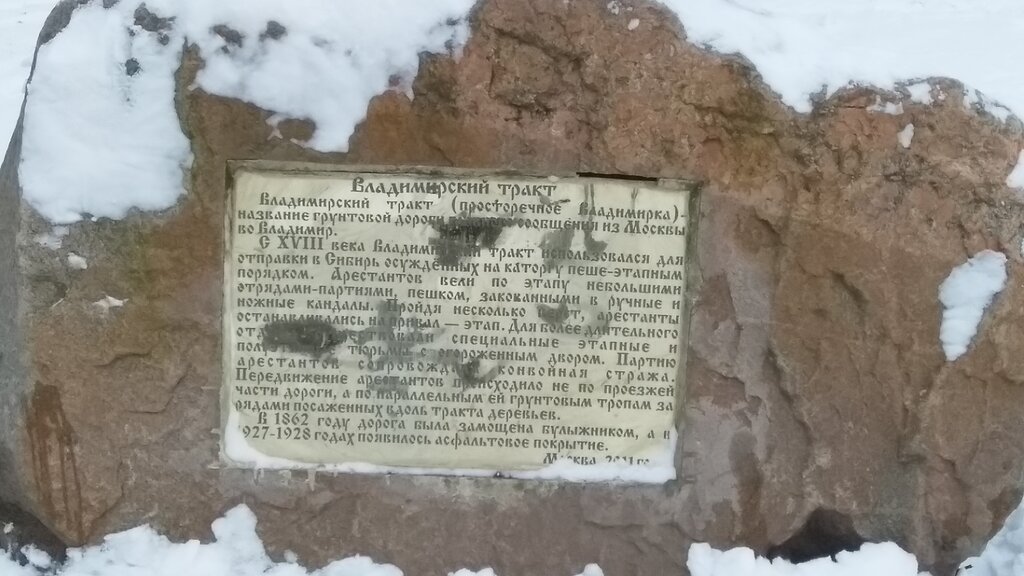 Владимирский тракт
Владимирский тракт (просторечное Владимирка)-
название грунтовой дороги сообщения из Москвы
во Владимир.
С XVIII века Владимирский тракт использовался для
отправки в Сибирь осуждённых на каторгу пеше-этапным
порядком. Арестантов вели по этапу небольшими
отрядами-партиями, пешком, закованными в ручные и
ножные кандалы. Пройдя несколько арестанты
останавливались на привал — этап. Для более длительного
специальные этапные и
тюрьмы с огороженным двором. Партию
арестантов конвойная стража.
Передвижение арестантов происходило не по проезжей
части дороги, а по параллельным ей грунтовым тропам за
рядами посаженных вдоль тракта деревьев.
В 1862 году дорога была замощена булыжником, а в
1927-1928 годах появилось асфальтовое покрытие.
Москва